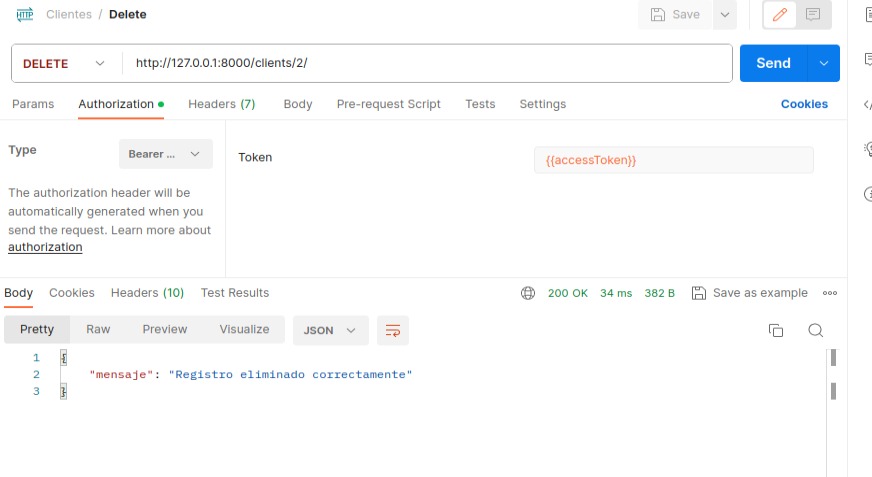 HTTP Clientes / Delete Save
DELETE http://127.0.0.1:8000/clients/2/ Send
Params Authorization Headers (7) Body Pre-request Script Tests Settings Cookies
Type Bearer ... Token {{accessToken}}
The authorization header will be
automatically generated when you
send the request. Learn more about
authorization
Body Cookies Headers (10) Test Results 200 OK 34 ms 382 B Save as example
Pretty Raw Preview Visualize JSON
1 {
2 "mensaje": "Registro eliminado correctamente"
3 }